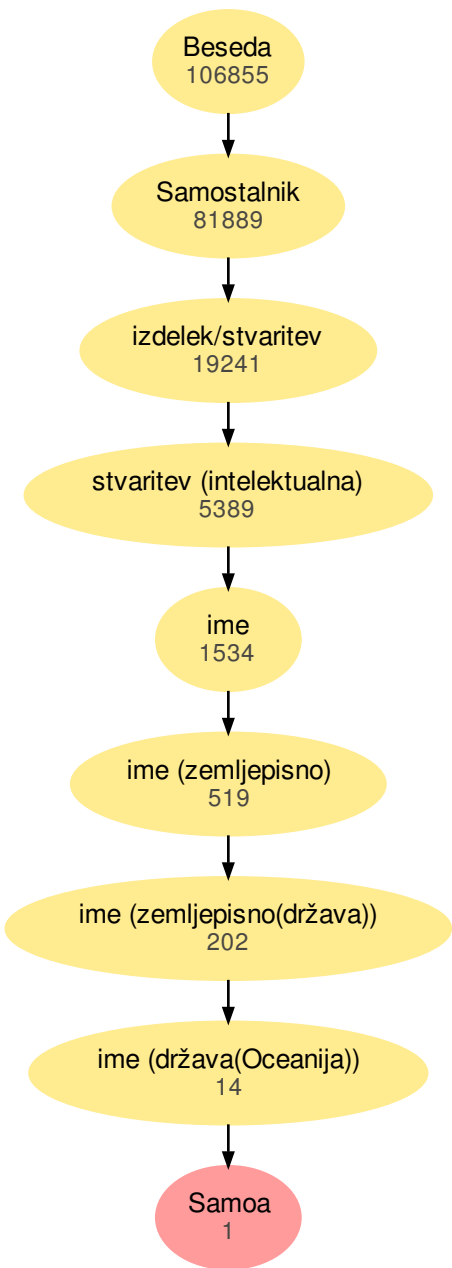 Beseda
106855
Samostalnik
81889
izdelek/stvaritev
19241
stvaritev (intelektualna)
5389
ime
1534
ime (zemljepisno)
519
ime (zemljepisno(država))
202
ime (država(Oceanija))
14
Samoa
1